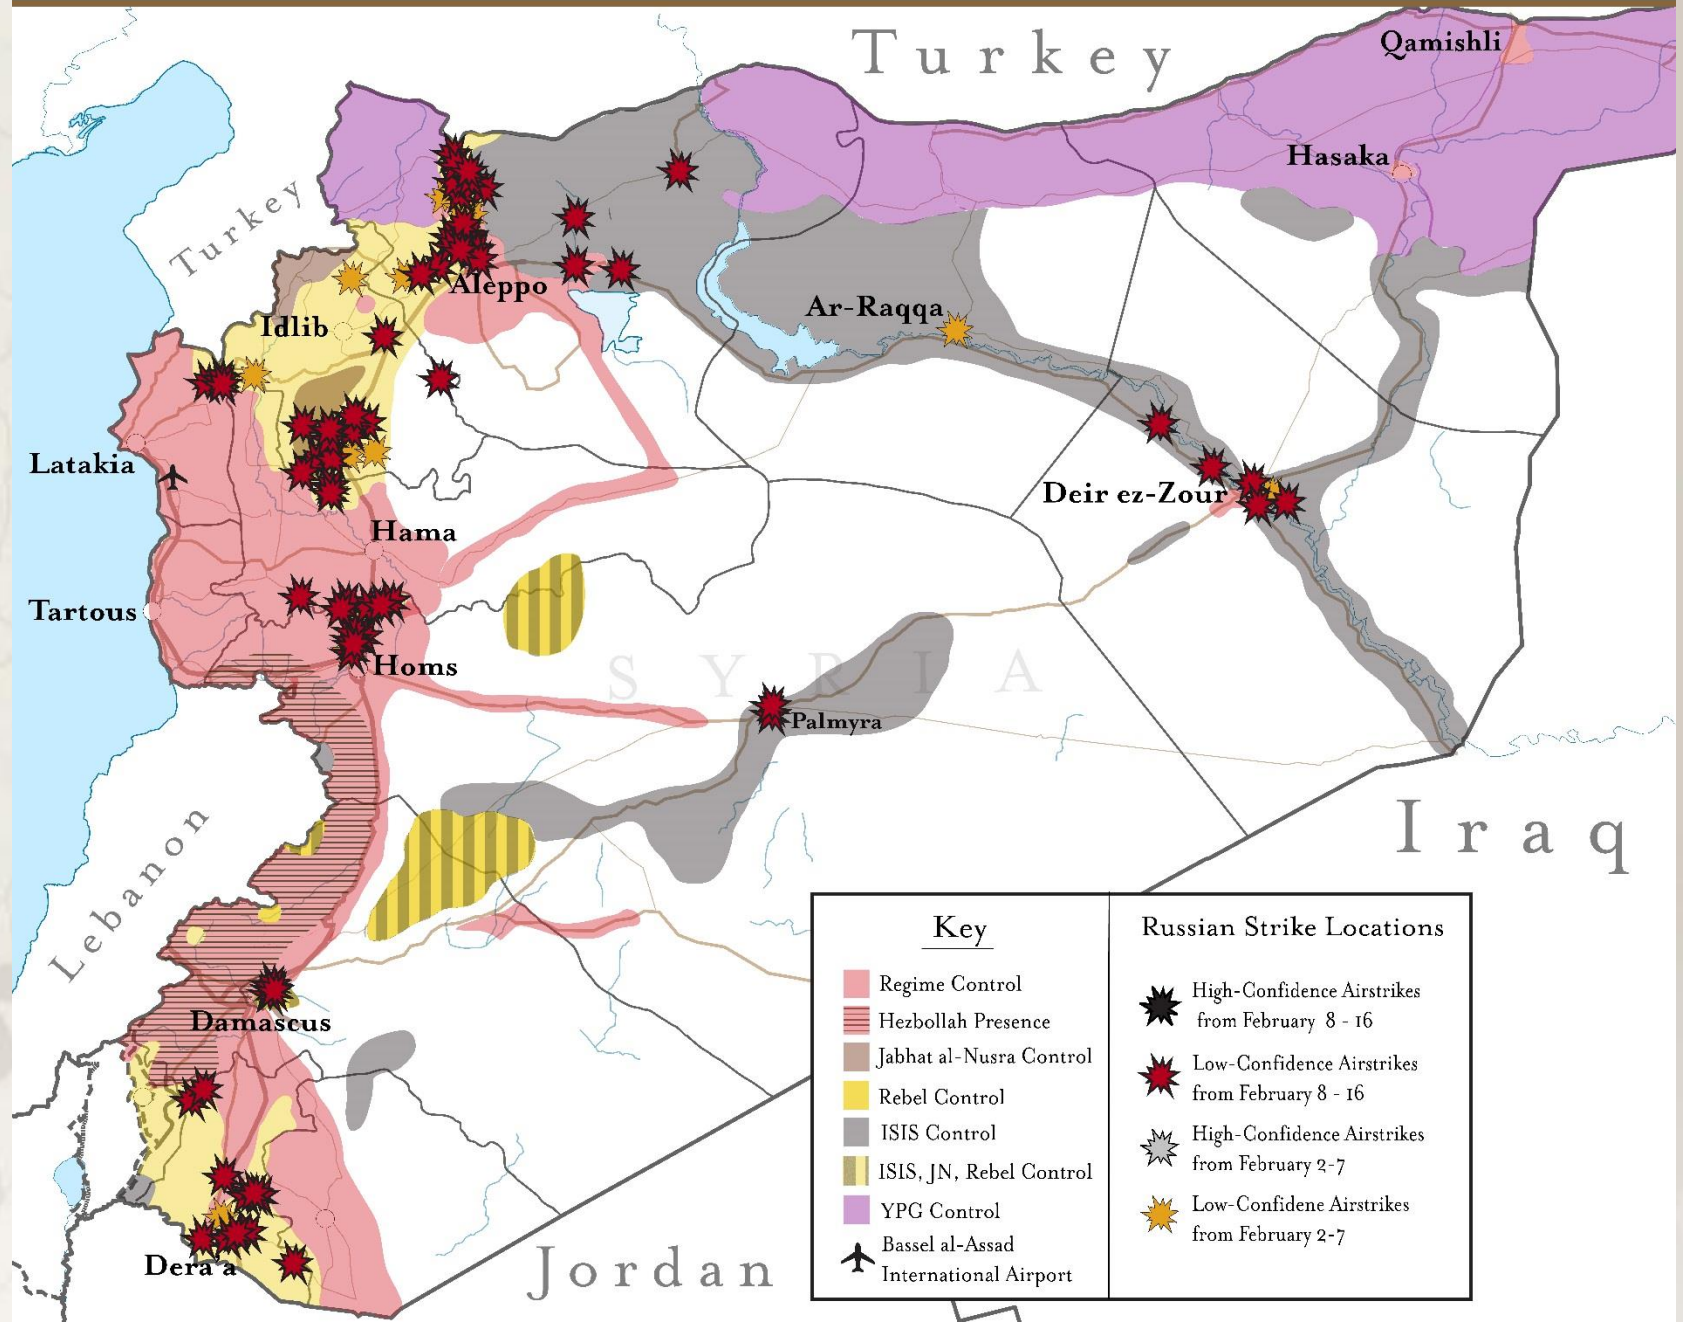 Turkey
Qamishli
Hasaka
Turkey
Aleppo
Idlib
Ar-Raqqa
Latakia
Deir ez-Zour
Hama
Tartous
Homs
SYRIA
Palmyra
Lebanon
Iraq
Damascus
Dera'a
Jordan
Key
Regime Control
Hezbollah Presence
Jabhat al-Nusra Control
Rebel Control
ISIS Control
ISIS, JN, Rebel Control
YPG Control
Bassel al-Assad
International Airport
Russian Strike Locations
High-Confidence Airstrikes
from February 8 - 16
Low-Confidence Airstrikes
from February 8 - 16
High-Confidence Airstrikes
from February 2-7
Low-Confidene Airstrikes
from February 2-7